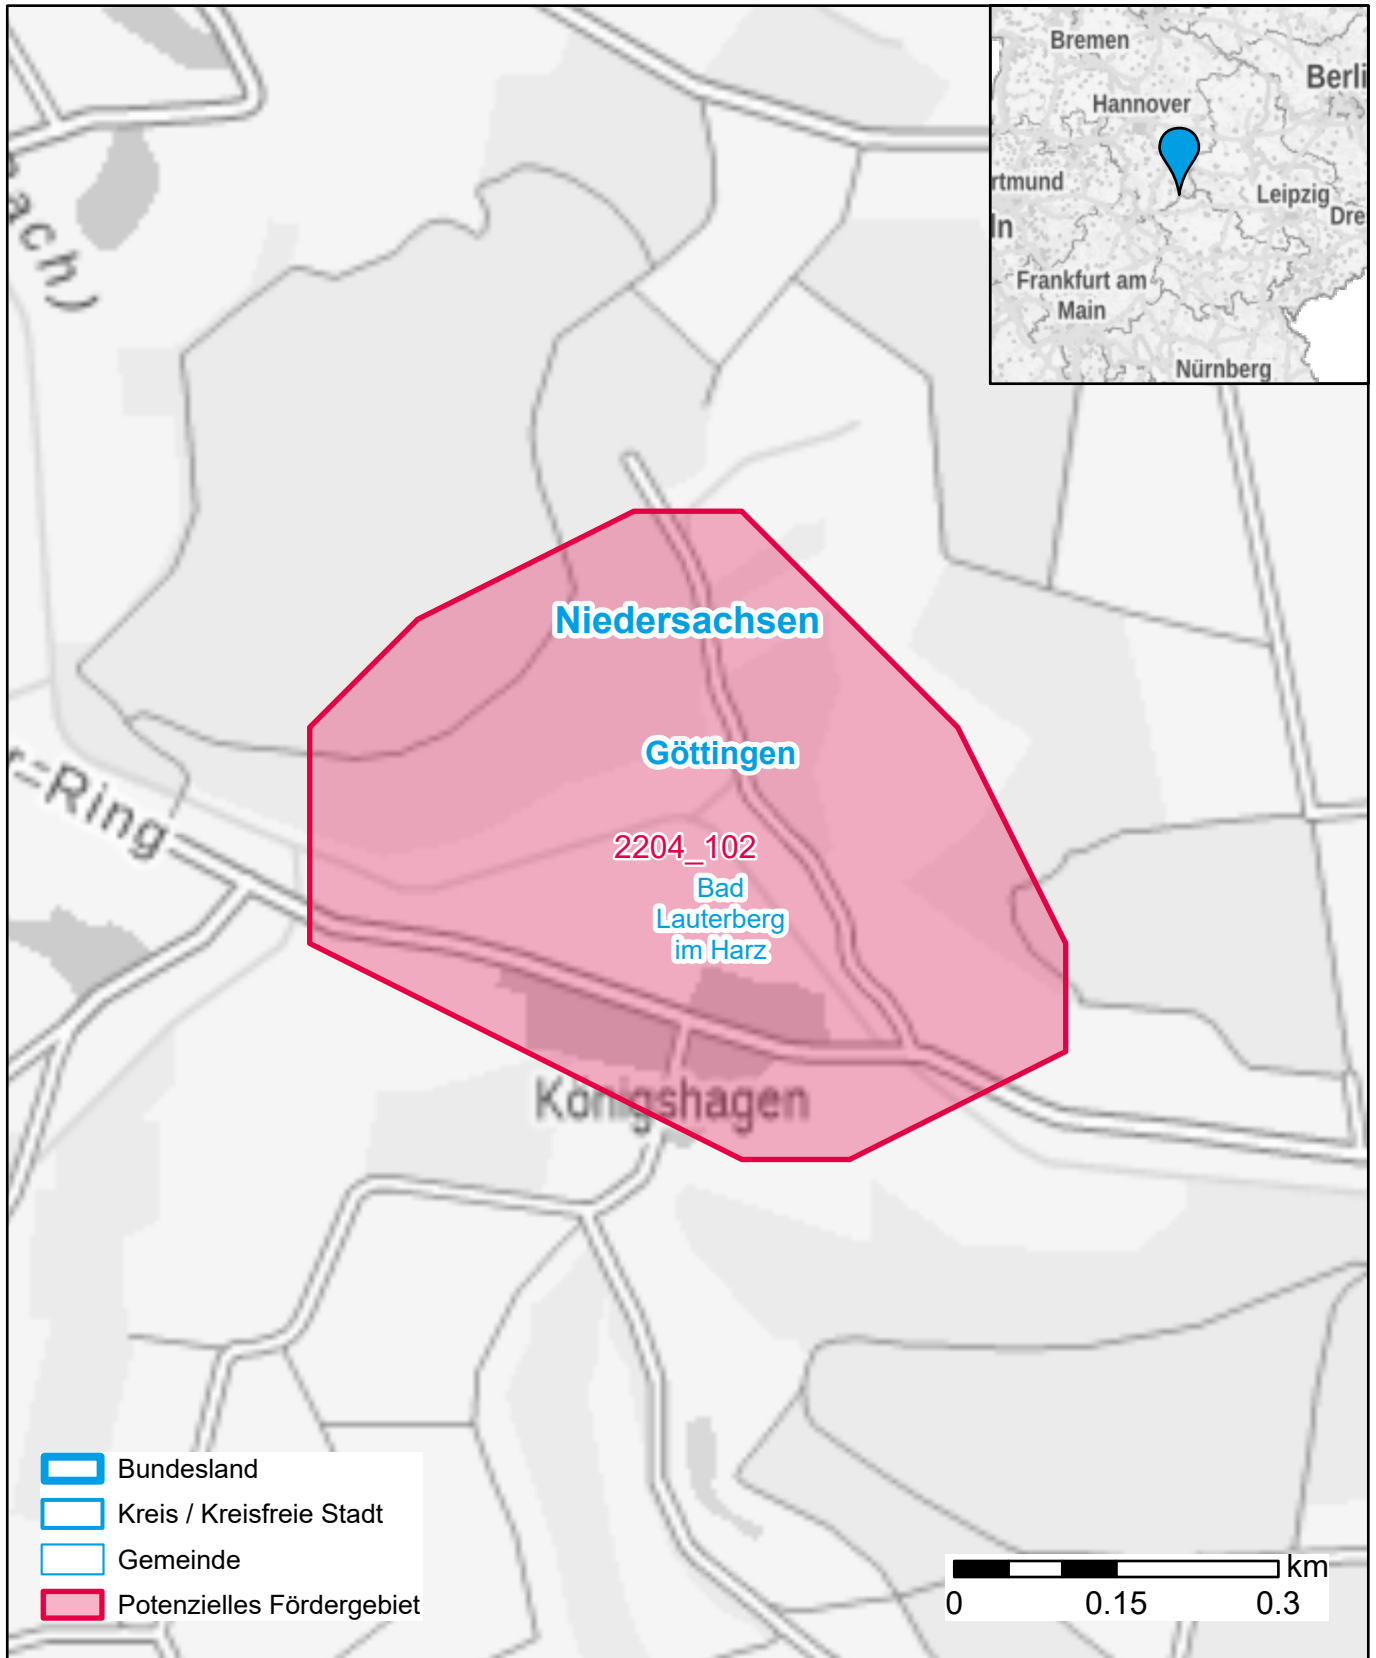 Bremen
Berli
Hannover
rtmund
Leipzig
Dre
ln
Frankfurt am
Main
Nürnberg
ach)
Niedersachsen
Göttingen
r=Ring
2204_102
Bad
Lauterberg
im Harz
Königshagen
Bundesland
Kreis / Kreisfreie Stadt
Gemeinde
Potenzielles Fördergebiet
km
0 0.15 0.3